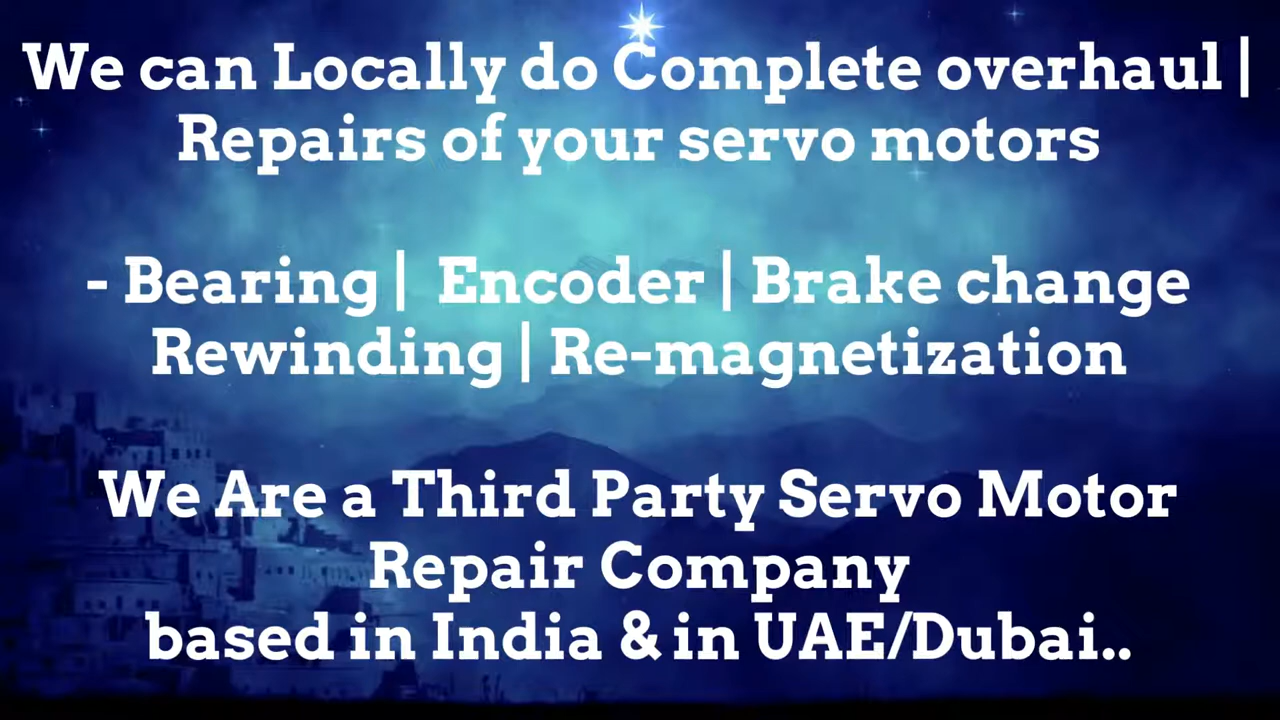 We can Locally do Complete overhaul |
Repairs of your servo motors
- Bearing | Encoder | Brake change
Rewinding | Re-magnetization
We Are a Third Party Servo Motor
Repair Company
based in India & in UAE/Dubai..